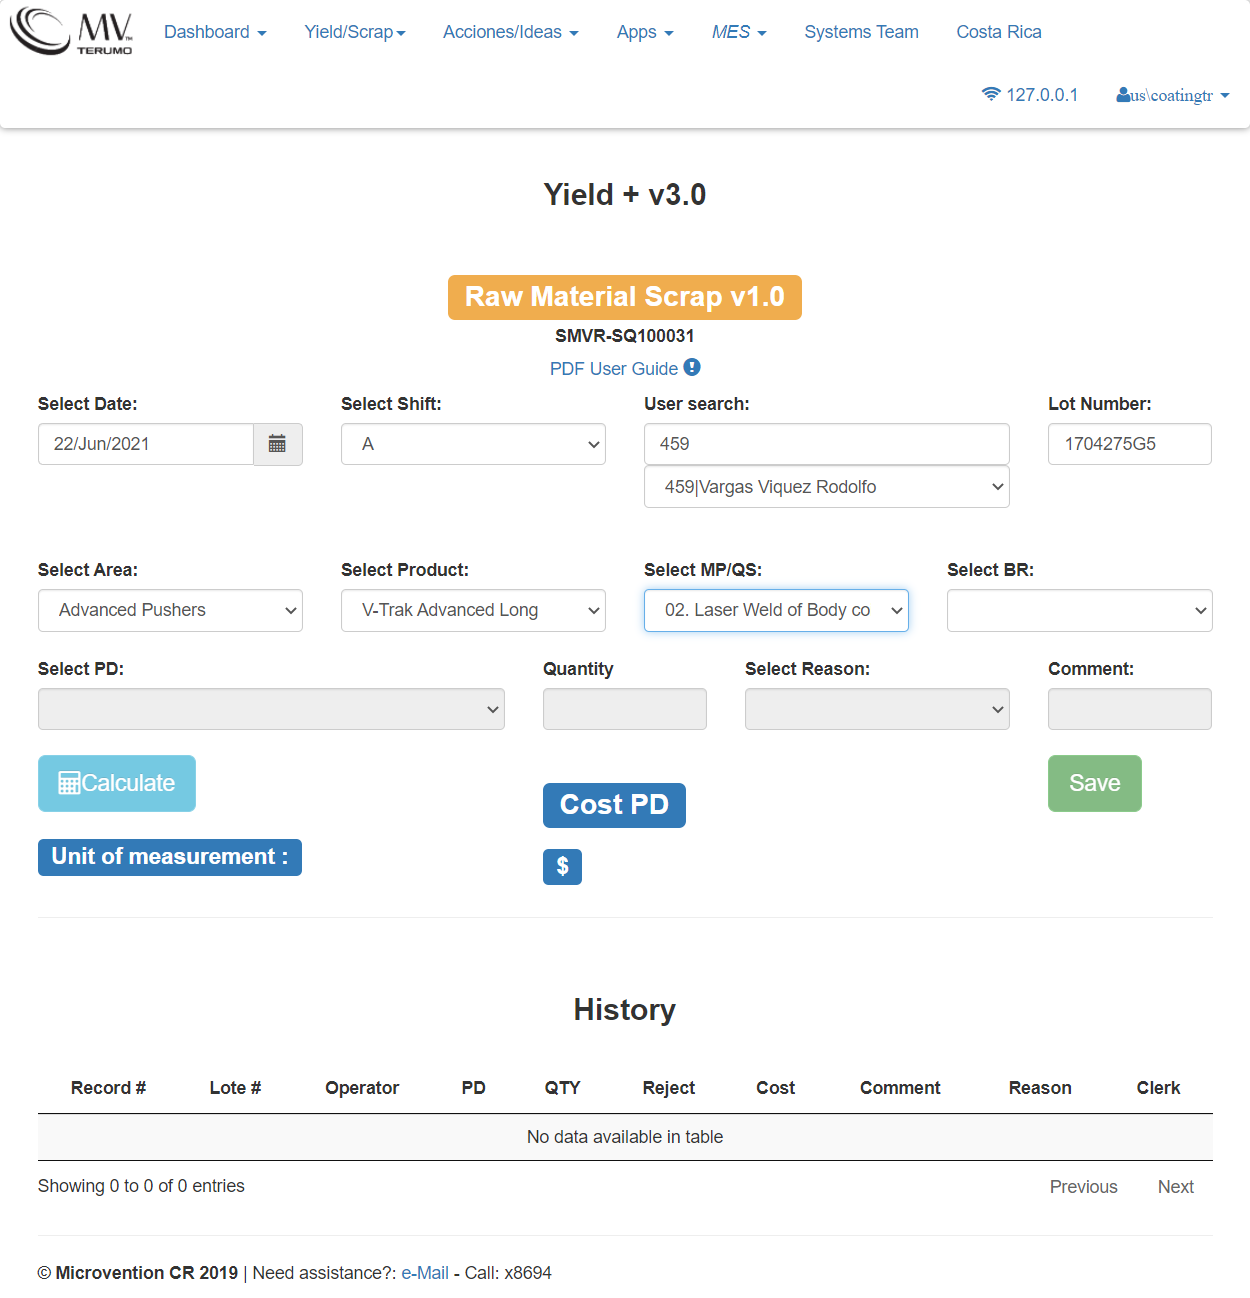 MV™
TERUMO
Dashboard
Yield/Scrap
Acciones/Ideas
Apps
MES
Systems Team
Costa Rica
127.0.0.1
us\coatingtr
Yield + v3.0
Raw Material Scrap v1.0
SMVR-SQ100031
PDF User Guide
Select Date:
Select Shift:
User search:
Lot Number:
22/Jun/2021
A
459
1704275G5
459|Vargas Viquez Rodolfo
Select Area:
Select Product:
Select MP/QS:
Select BR:
Advanced Pushers
V-Trak Advanced Long
02. Laser Weld of Body co
Select PD:
Quantity
Select Reason:
Comment:
Calculate
Cost PD
Save
Unit of measurement :
$
History
Record # Lote # Operator PD QTY Reject Cost Comment Reason Clerk
No data available in table
Showing 0 to 0 of 0 entries
Previous
Next
© Microvention CR 2019 | Need assistance?: e-Mail - Call: x8694